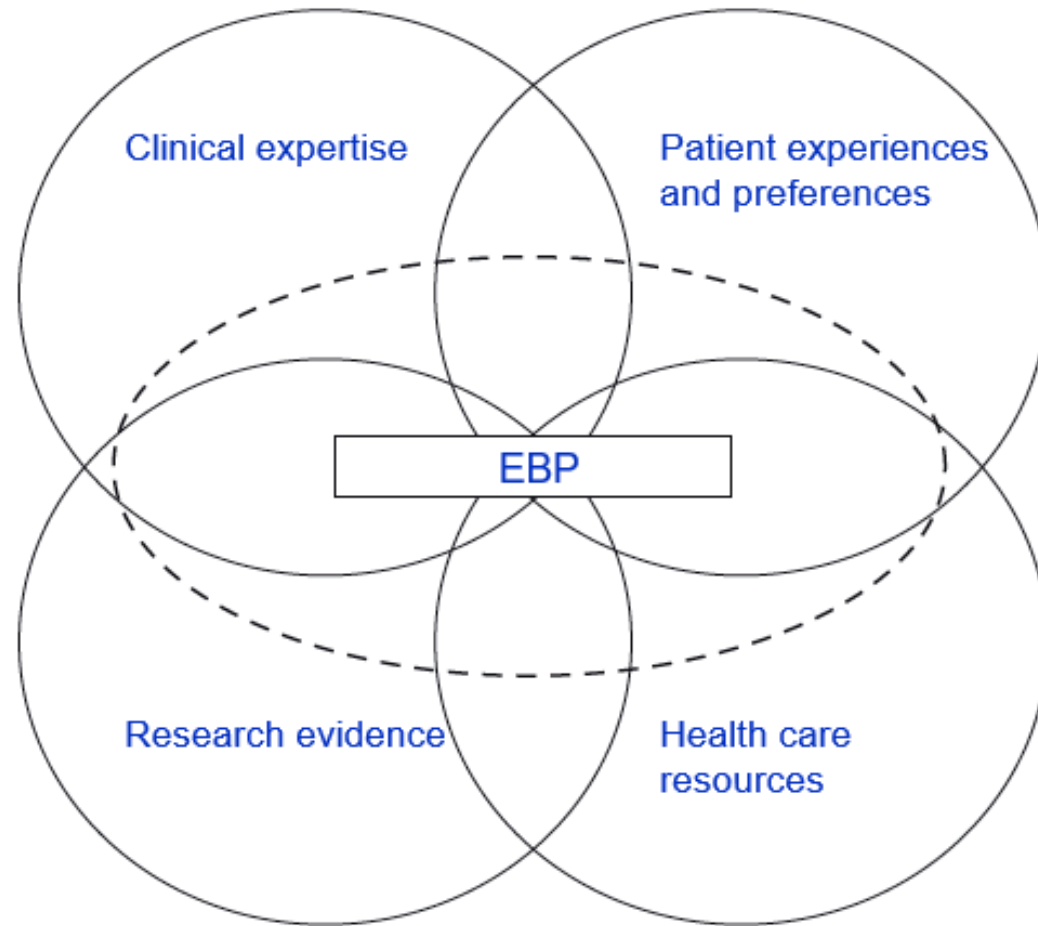 Clinical expertise
Patient experiences
and preferences
EBP
Research evidence
Health care
resources